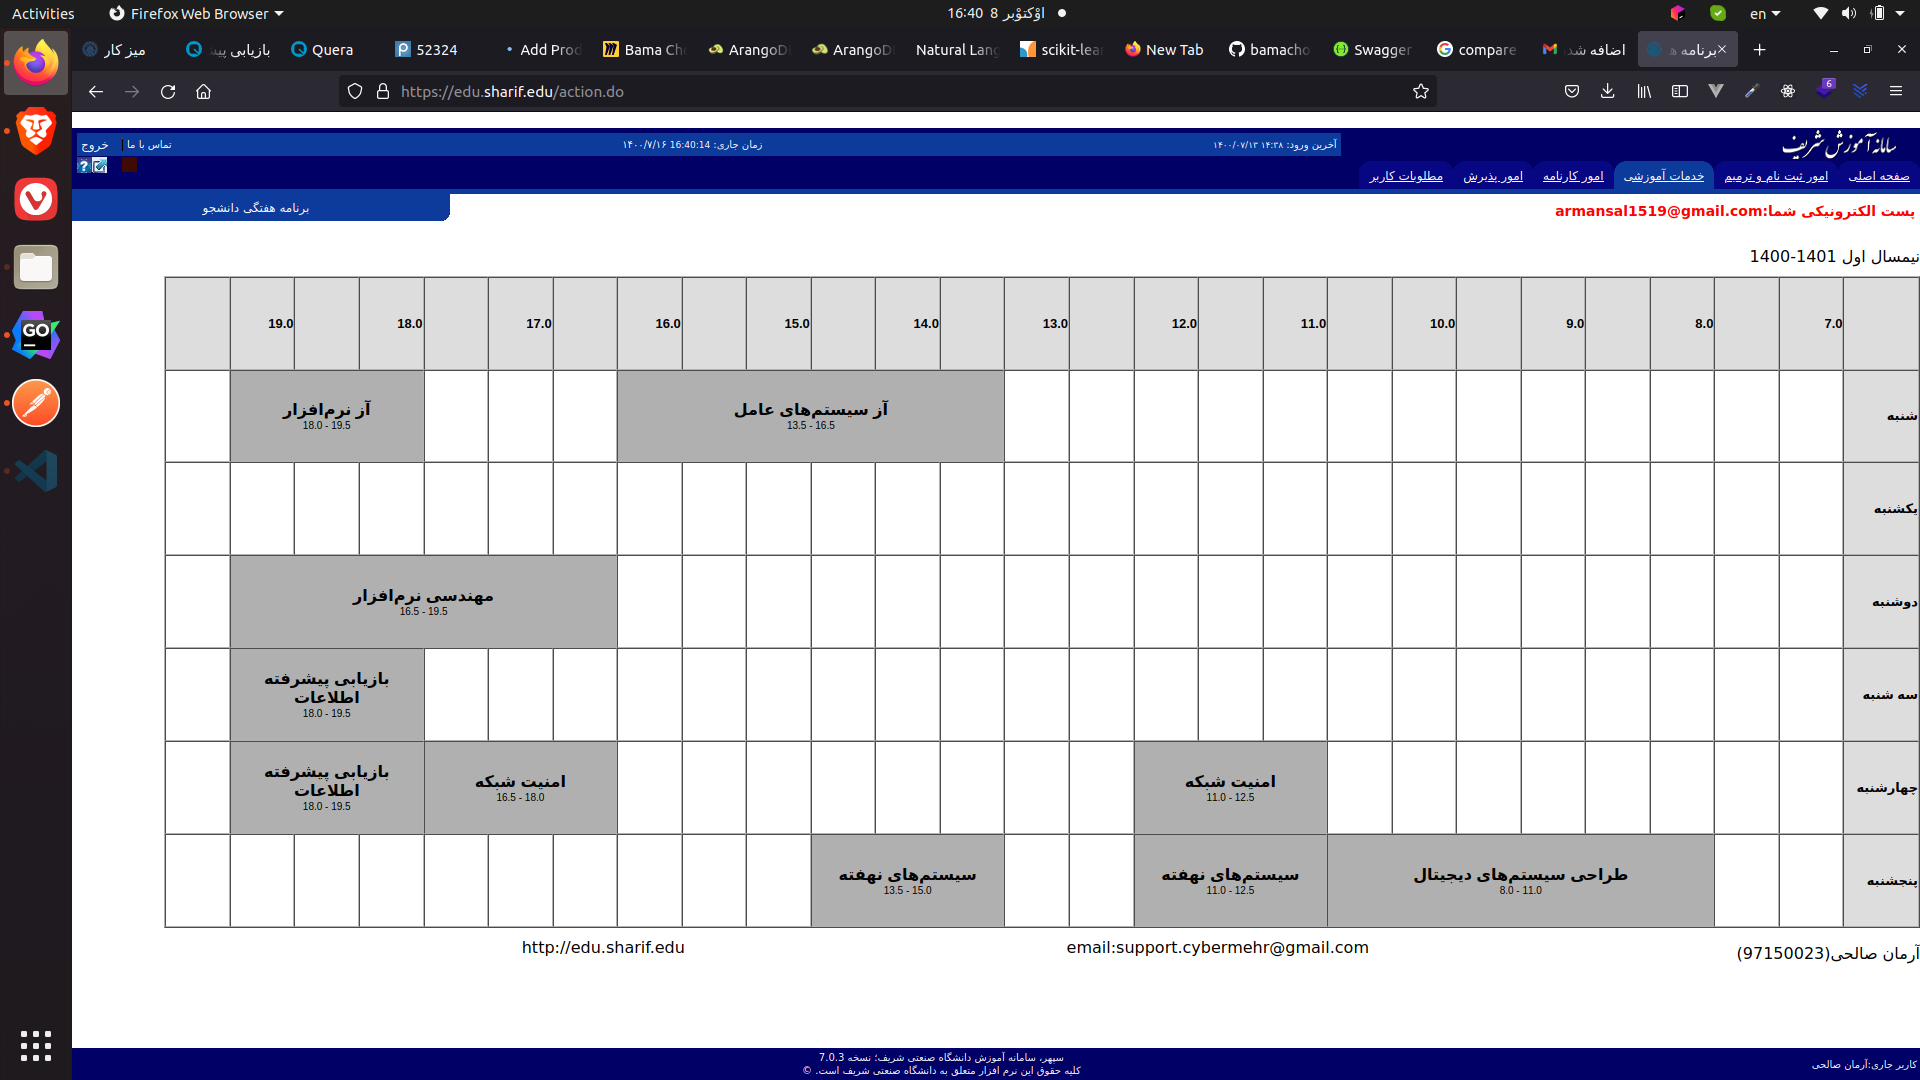 Activities
Firefox Web Browser
16:40 8 اؤکتوْبر
en
میز کار
بازیابی پیش
Quera
52324
Add Prod
Bama Ch
ArangoD
ArangoD
Natural Lang
scikit-lear
New Tab
bamacho
Swagger
compare
اضافه شد
برنامه ه
https://edu.sharif.edu/action.do
6
سامانه آموزش شریف
آخرین ورود: ۱۴:۳۸ ۱۴۰۰/۰۷/۱۳
زمان جاری: 16:40:14 ۱۴۰۰/۷/۱۶
تماس با ما | خروج
صفحه اصلی
امور ثبت نام و ترمیم
خدمات آموزشی
امور کارنامه
امور پذیرش
مطلوبات کاربر
برنامه هفتگی دانشجو
پست الکترونیکی شما:armansal1519@gmail.com
نیمسال اول 1401-1400
7.0 8.0 9.0 10.0 11.0 12.0 13.0 14.0 15.0 16.0 17.0 18.0 19.0
شنبه
آز سیستم‌های عامل
13.5 - 16.5
آز نرم‌افزار
18.0 - 19.5
یکشنبه
دوشنبه
مهندسی نرم‌افزار
16.5 - 19.5
سه شنبه
بازیابی پیشرفته
اطلاعات
18.0 - 19.5
چهارشنبه
امنیت شبکه
11.0 - 12.5
امنیت شبکه
16.5 - 18.0
بازیابی پیشرفته
اطلاعات
18.0 - 19.5
پنجشنبه
طراحی سیستم‌های دیجیتال
8.0 - 11.0
سیستم‌های نهفته
11.0 - 12.5
سیستم‌های نهفته
13.5 - 15.0
آرمان صالحی(97150023)
email:support.cybermehr@gmail.com
http://edu.sharif.edu
سپهر، سامانه آموزش دانشگاه صنعتی شریف؛ نسخه 7.0.3
کلیه حقوق این نرم افزار متعلق به دانشگاه صنعتی شریف است. ©
کاربر جاری:آرمان صالحی